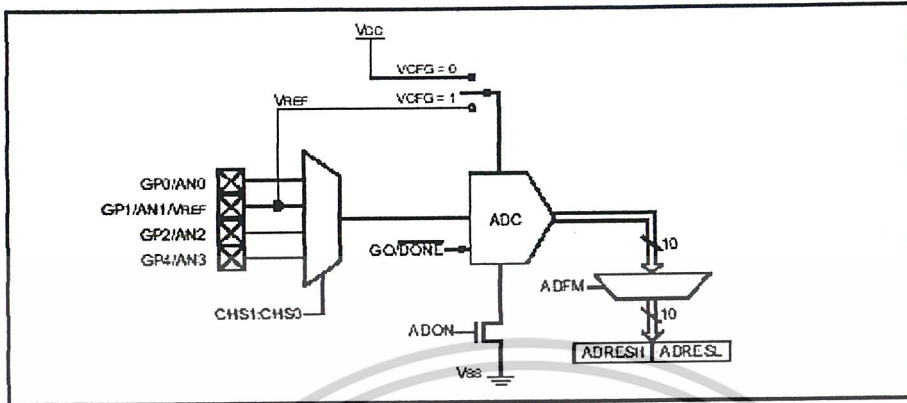 VDD
VCFG = 0
VREF
VCFG = 1
GP0/AN0
GP1/AN1/VREF
GP2/AN2
GP4/AN3
ADC
GO/DONE
10
ADFM
CHS1:CHS0
10
ADON
ADRESH ADRESL
VSS